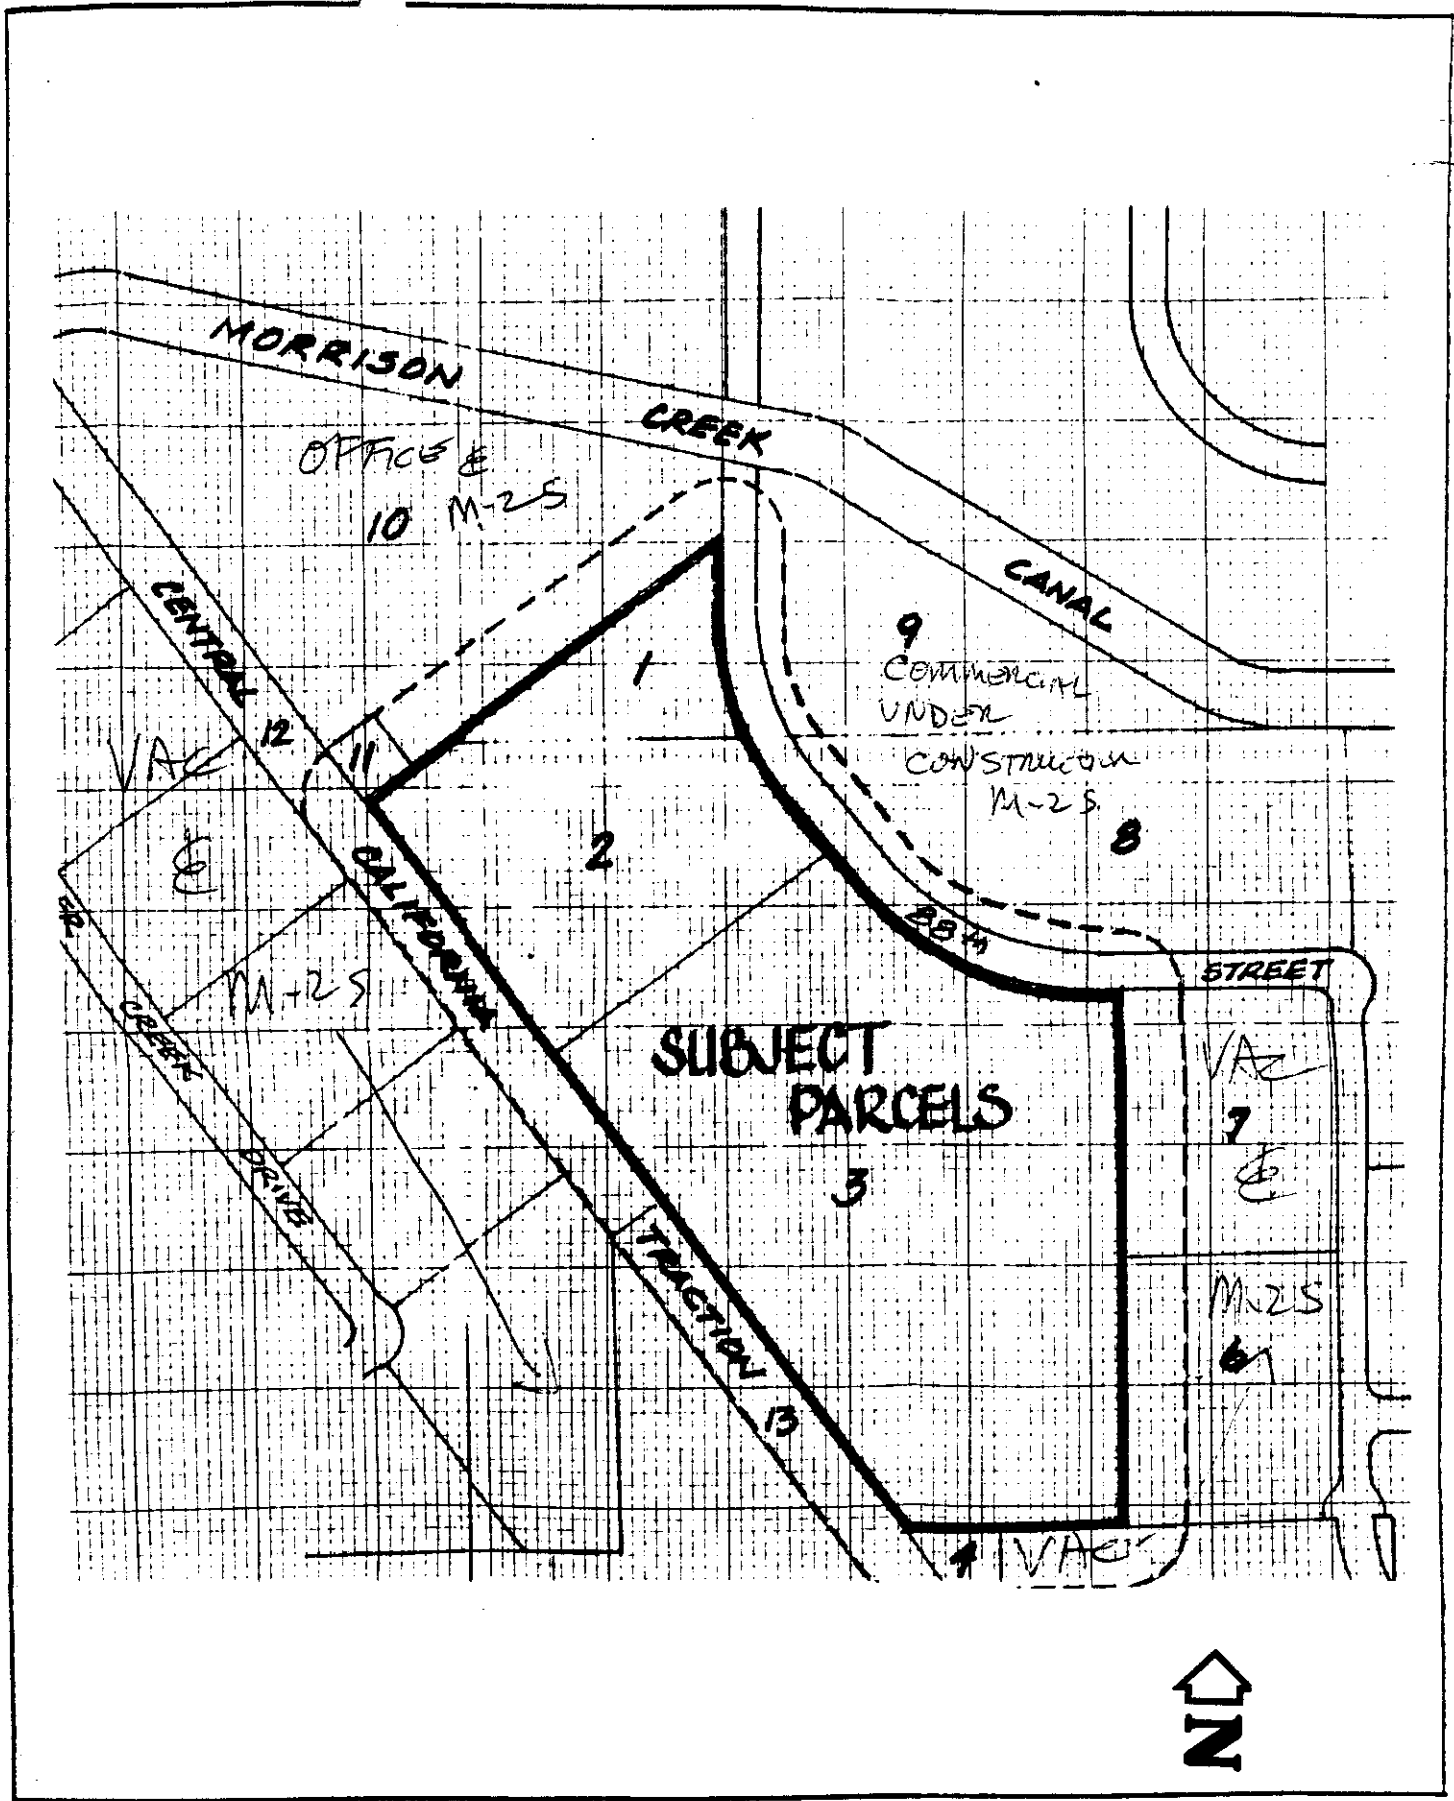 MORRISON
CREEK
CANAL
OFFICE &
10 M-2S
CENTRAL
12
11
1
9
COMMERCIAL
UNDER
CONSTRUCTION
M-2S
8
VAC
&
M-2S
CALIFORNIA
2
88TH
STREET
CREEK
DRIVE
SUBJECT
PARCELS
3
VAC
7
&
M-2S
6
TRACTION
13
4
VAC
N